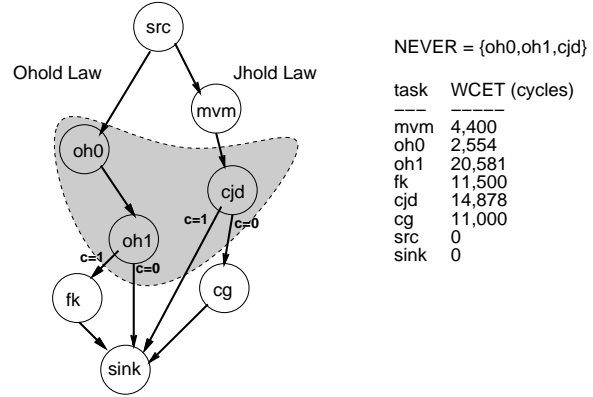 src
NEVER = {oh0,oh1,cjd}
Ohold Law
Jhold Law
task WCET (cycles)
--- -----
mvm 4,400
oh0 2,554
oh1 20,581
fk 11,500
cjd 14,878
cg 11,000
src 0
sink 0
mvm
oh0
cjd
c=1
c=0
oh1
c=1
c=0
fk
cg
sink